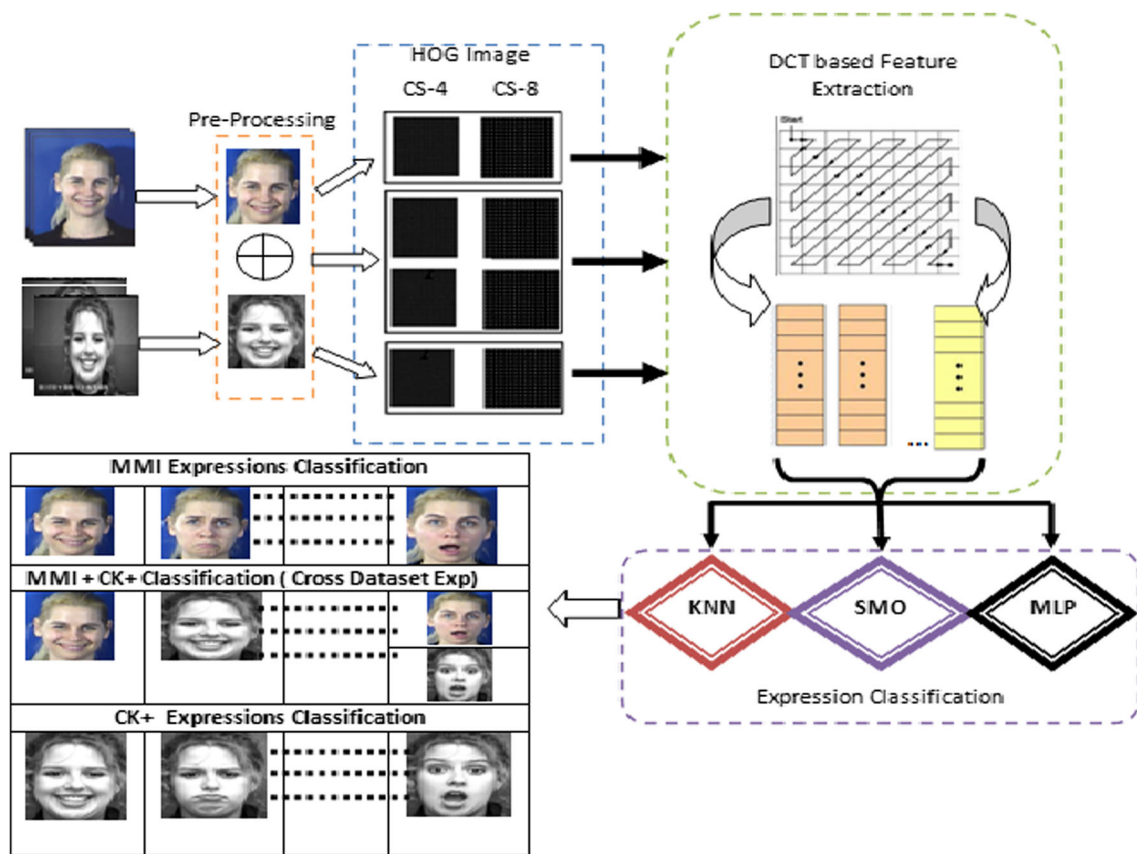 HOG Image
CS-4 CS-8
Pre-Processing
DCT based Feature
Extraction
Start
MMI Expressions Classification
MMI + CK+ Classification ( Cross Dataset Exp)
CK+ Expressions Classification
KNN
SMO
MLP
Expression Classification